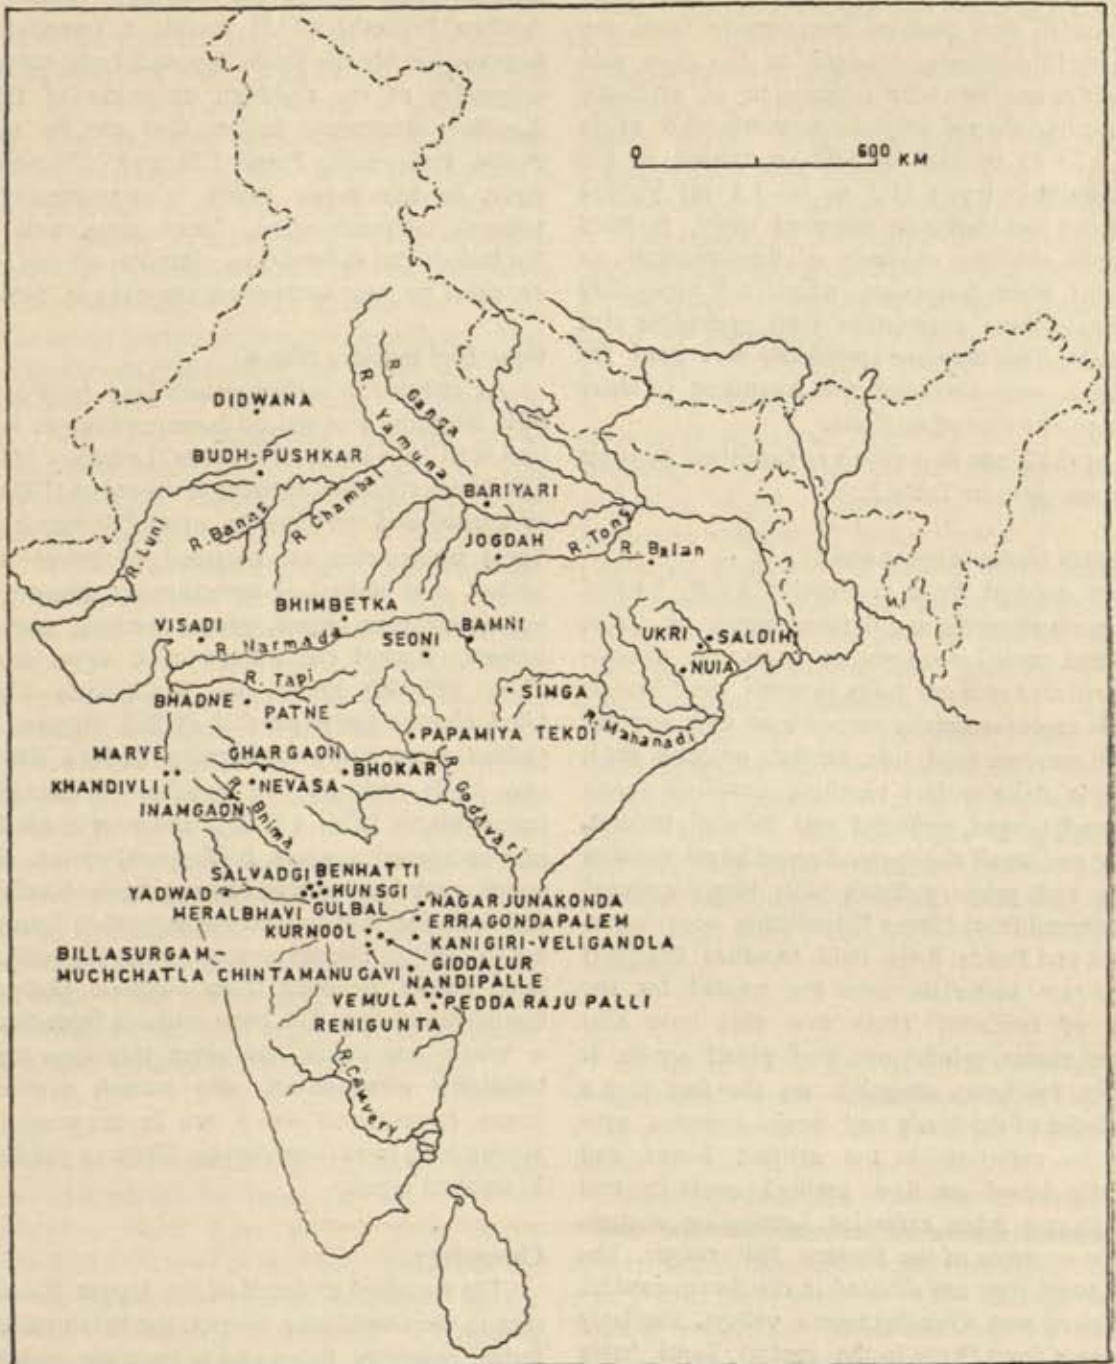 0 600 KM
R. Ganga
R. Yamuna
DIDWANA
BUDH-PUSHKAR
R. Chambal
R. Banas
R. Luni
BARIYARI
JOGDAH
R. Tons
R. Belan
BHIMBETKA
VISADI
R. Narmada
SEONI
BAMNI
UKRI
SALDIH
NUIA
R. Tapi
BHADNE
PATNE
SIMGA
R. Mahanadi
PAPAMIYA TEKDI
MARVE
GHARGAON
BHOKAR
KHANDIVLI
NEVASA
R. Bhima
R. Godavari
INAMGAON
SALVADGI
BENHATTI
YADWAD
HUNSGI
MERALBHAVI
GULBAL
NAGARJUNAKONDA
ERRAGONDAPALEM
KURNOOL
KANIGIRI-VELIGANDLA
BILLASURGAM-
GIDDALUR
MUCHCHATLA CHINTAMANU GAVI
NANDIPALLE
VEMULA
PEDDA RAJU PALLI
RENIGUNTA
R. Cauvery